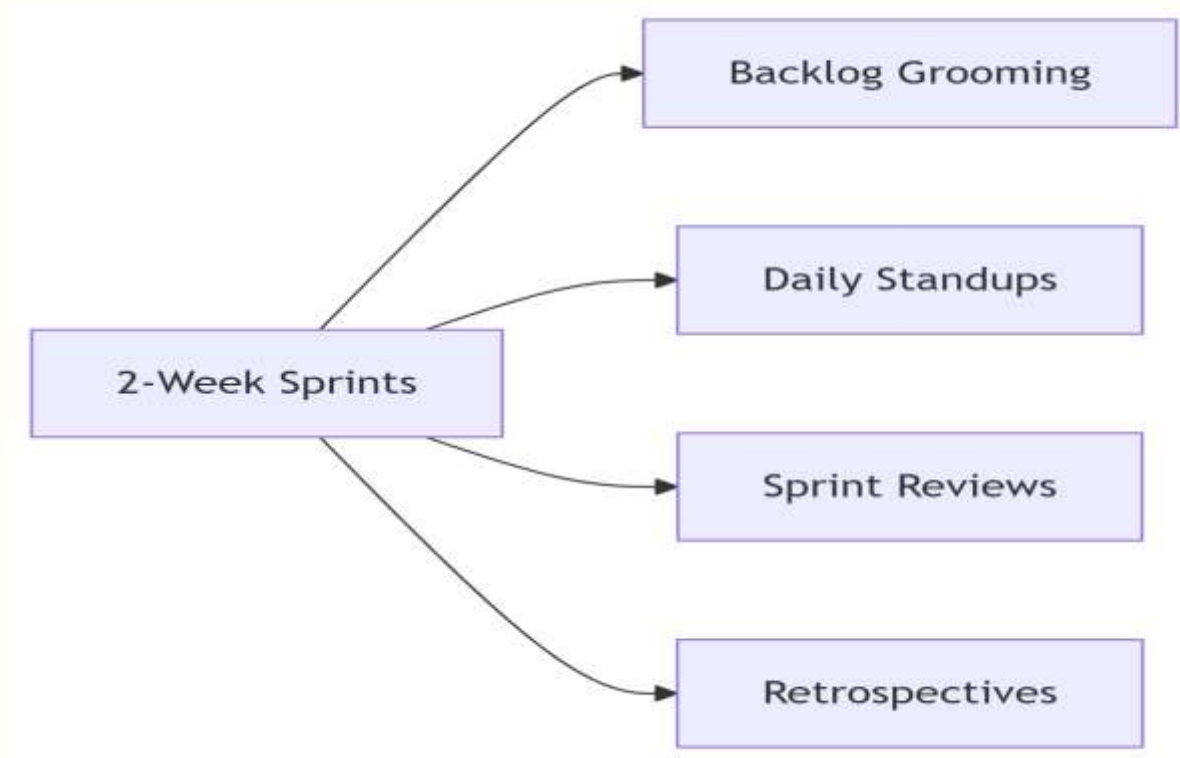 Backlog Grooming
Daily Standups
2-Week Sprints
Sprint Reviews
Retrospectives